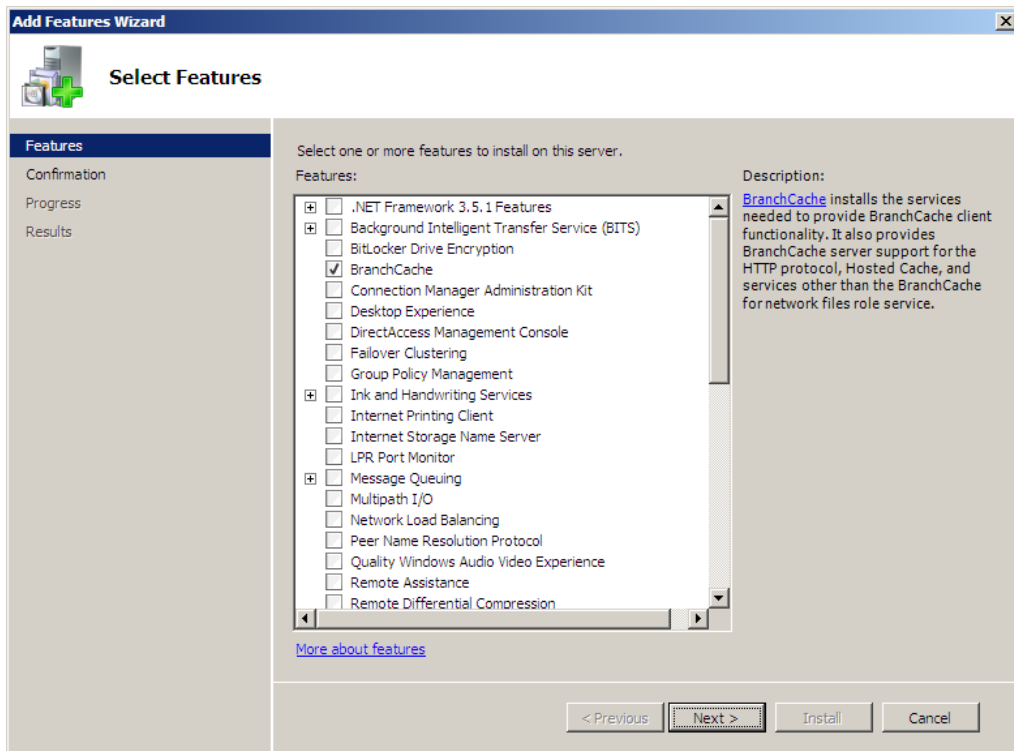 Add Features Wizard
Select Features
Features
Confirmation
Progress
Results
Select one or more features to install on this server.
Features:
.NET Framework 3.5.1 Features
Background Intelligent Transfer Service (BITS)
BitLocker Drive Encryption
BranchCache
Connection Manager Administration Kit
Desktop Experience
DirectAccess Management Console
Failover Clustering
Group Policy Management
Ink and Handwriting Services
Internet Printing Client
Internet Storage Name Server
LPR Port Monitor
Message Queuing
Multipath I/O
Network Load Balancing
Peer Name Resolution Protocol
Quality Windows Audio Video Experience
Remote Assistance
Remote Differential Compression
Description:
BranchCache installs the services
needed to provide BranchCache client
functionality. It also provides
BranchCache server support for the
HTTP protocol, Hosted Cache, and
services other than the BranchCache
for network files role service.
More about features
< Previous
Next >
Install
Cancel